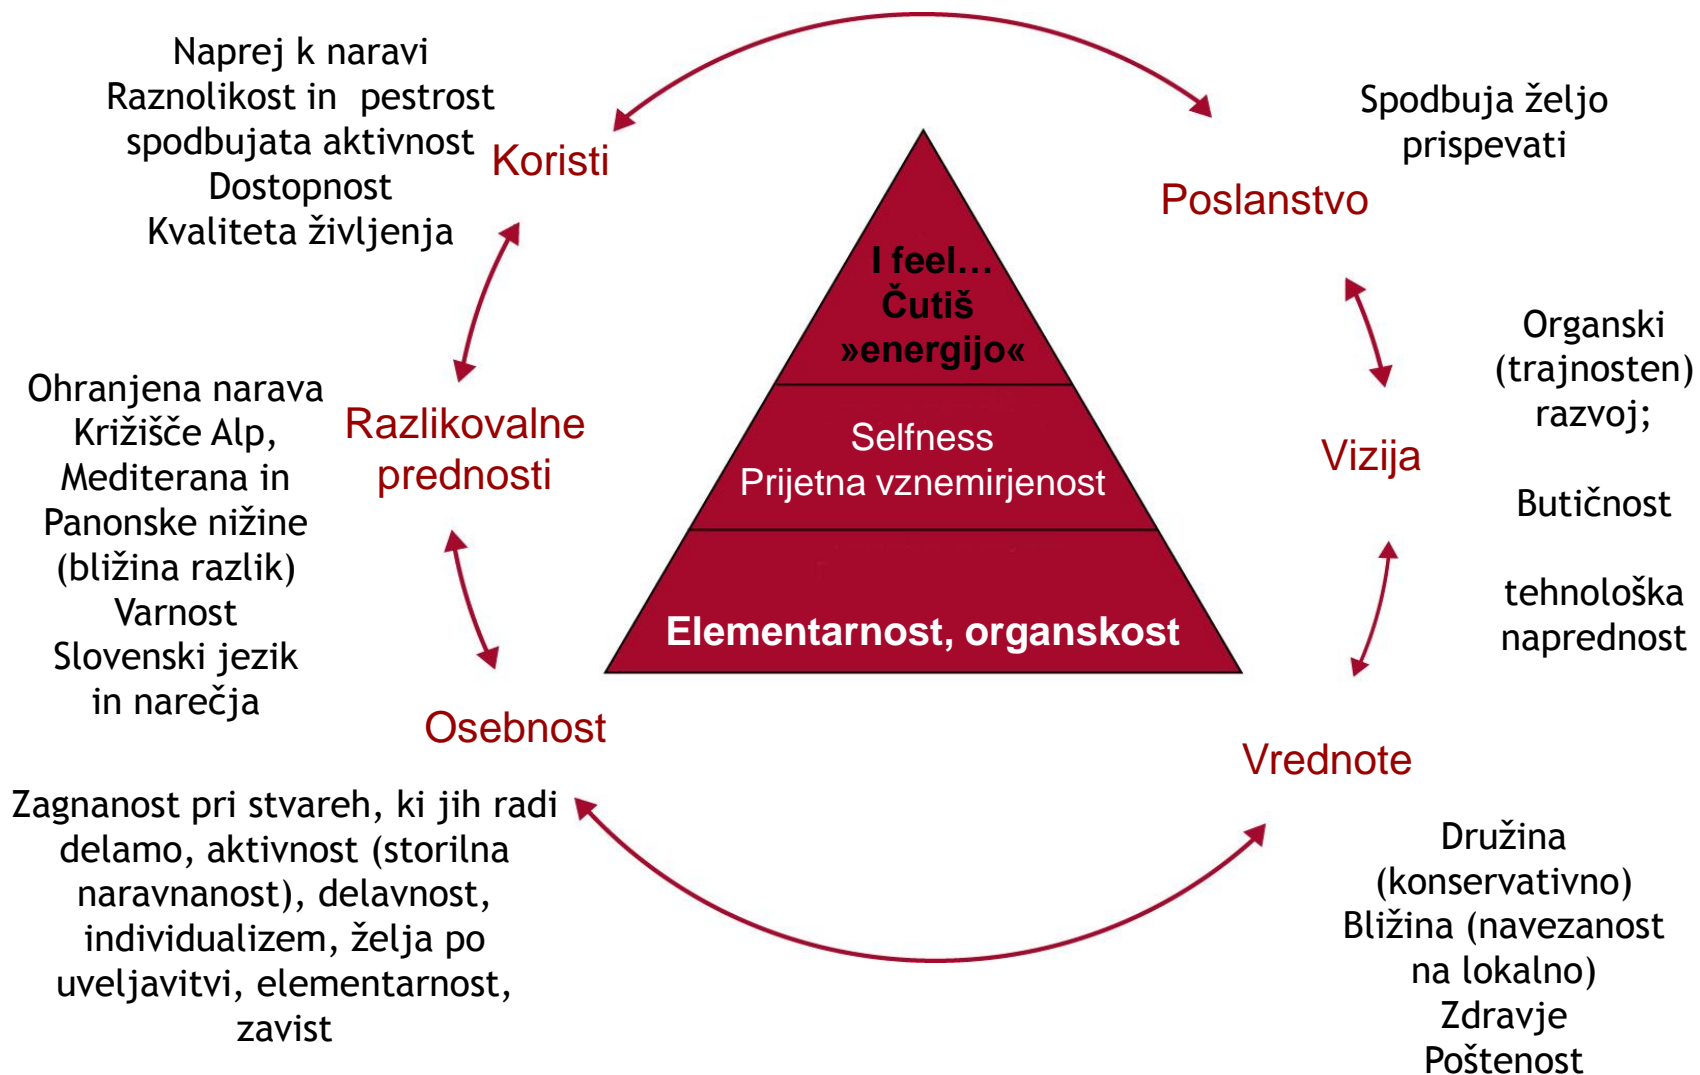 Naprej k naravi
Raznolikost in pestrost
spodbujata aktivnost
Dostopnost
Kvaliteta življenja
Koristi
Spodbuja željo
prispevati
Poslanstvo
I feel…
Čutiš
»energijo«
Selfness
Prijetna vznemirjenost
Elementarnost, organskost
Ohranjena narava
Križišče Alp,
Mediterana in
Panonske nižine
(bližina razlik)
Varnost
Slovenski jezik
in narečja
Razlikovalne
prednosti
Organski
(trajnosten)
razvoj;
Butičnost
tehnološka
naprednost
Vizija
Osebnost
Zagnanost pri stvareh, ki jih radi
delamo, aktivnost (storilna
naravnanost), delavnost,
individualizem, želja po
uveljavitvi, elementarnost,
zavist
Vrednote
Družina
(konservativno)
Bližina (navezanost
na lokalno)
Zdravje
Poštenost